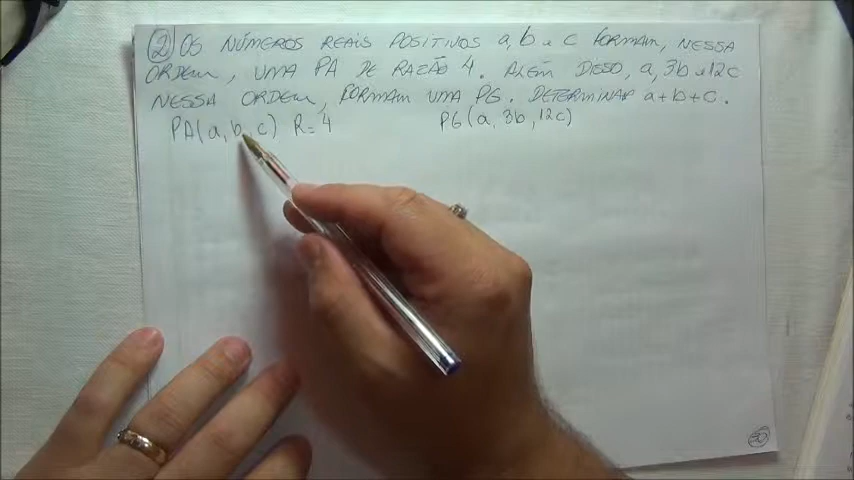 2 OS NÚMEROS REAIS POSITIVOS a, b e c FORMAM, NESSA
ORDEM, UMA PA DE RAZÃO 4. ALÉM DISSO, a, 3b e 12c
NESSA ORDEM, FORMAM UMA PG. DETERMINAR a+b+c.
PA(a, b, c) R=4 PG(a, 3b, 12c)